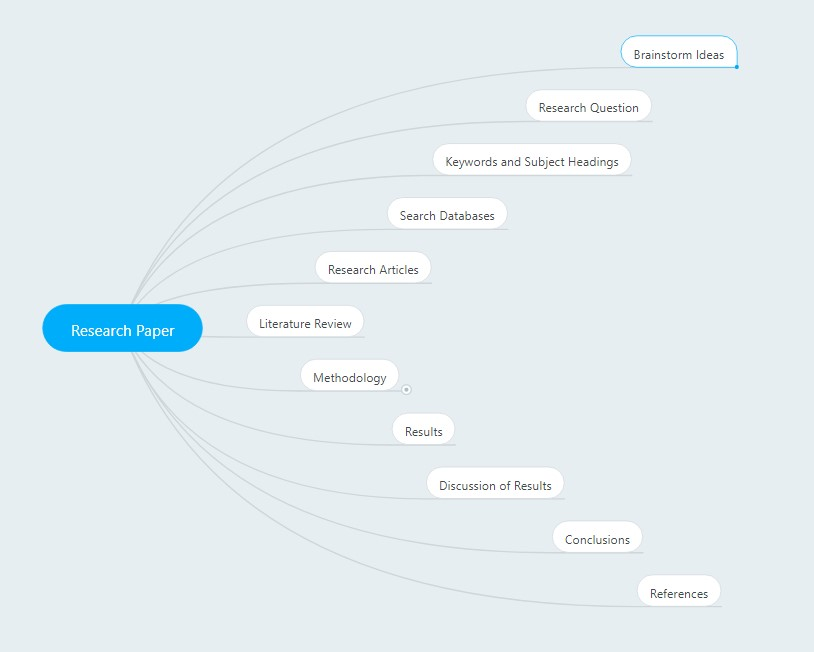 Brainstorm Ideas
Research Question
Keywords and Subject Headings
Search Databases
Research Articles
Literature Review
Research Paper
Methodology
Results
Discussion of Results
Conclusions
References